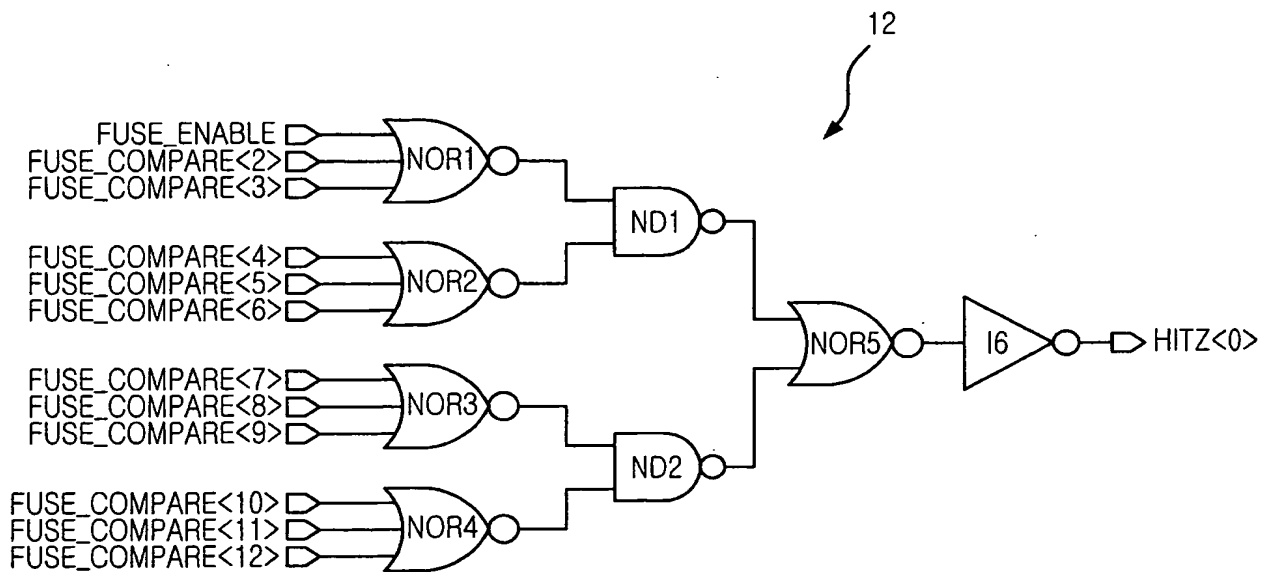 12
FUSE_ENABLE
FUSE_COMPARE<2>
FUSE_COMPARE<3>
NOR1
FUSE_COMPARE<4>
FUSE_COMPARE<5>
FUSE_COMPARE<6>
NOR2
ND1
FUSE_COMPARE<7>
FUSE_COMPARE<8>
FUSE_COMPARE<9>
NOR3
FUSE_COMPARE<10>
FUSE_COMPARE<11>
FUSE_COMPARE<12>
NOR4
ND2
NOR5
I6
HITZ<0>